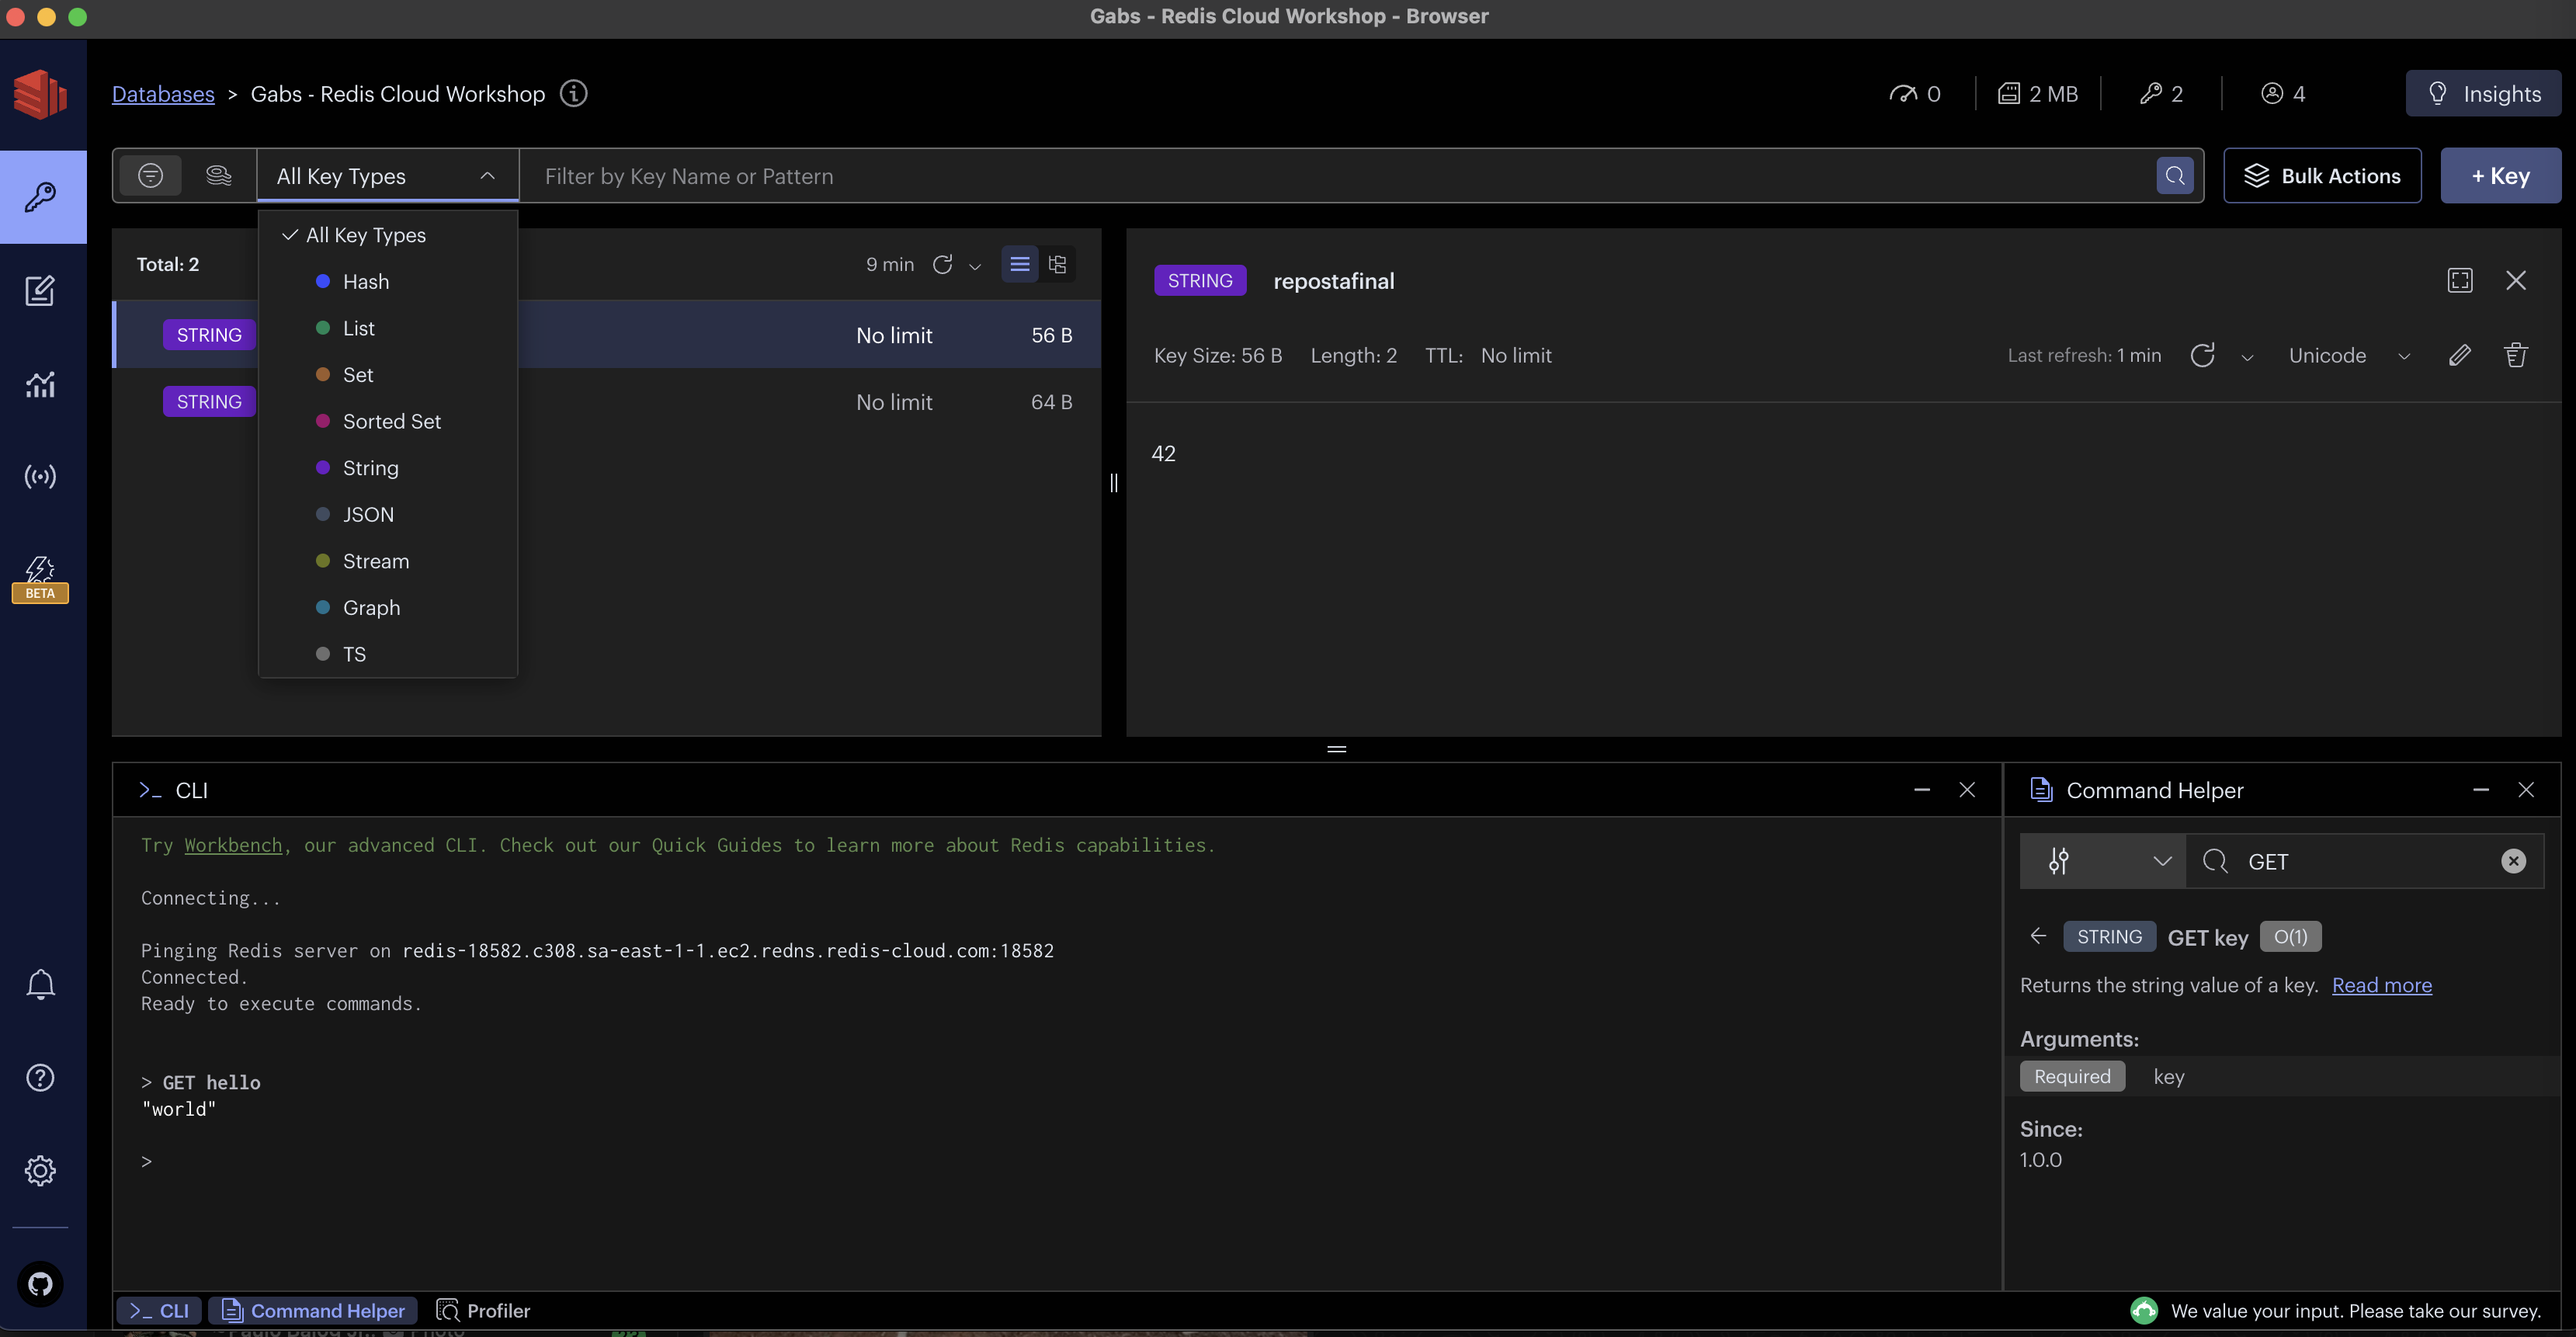 Gabs - Redis Cloud Workshop - Browser
Databases > Gabs - Redis Cloud Workshop
0
2 MB
2
4
Insights
All Key Types
Filter by Key Name or Pattern
Bulk Actions
+ Key
All Key Types
Hash
List
Set
Sorted Set
String
JSON
Stream
Graph
TS
Total: 2
9 min
STRING
No limit
56 B
STRING
No limit
64 B
STRING repostafinal
Key Size: 56 B Length: 2 TTL: No limit
Last refresh: 1 min
Unicode
42
BETA
>_ CLI
Try Workbench, our advanced CLI. Check out our Quick Guides to learn more about Redis capabilities.
Connecting...
Pinging Redis server on redis-18582.c308.sa-east-1-1.ec2.redns.redis-cloud.com:18582
Connected.
Ready to execute commands.
> GET hello
"world"
>
Command Helper
GET
STRING GET key O(1)
Returns the string value of a key. Read more
Arguments:
Required key
Since:
1.0.0
>_ CLI
Command Helper
Profiler
We value your input. Please take our survey.